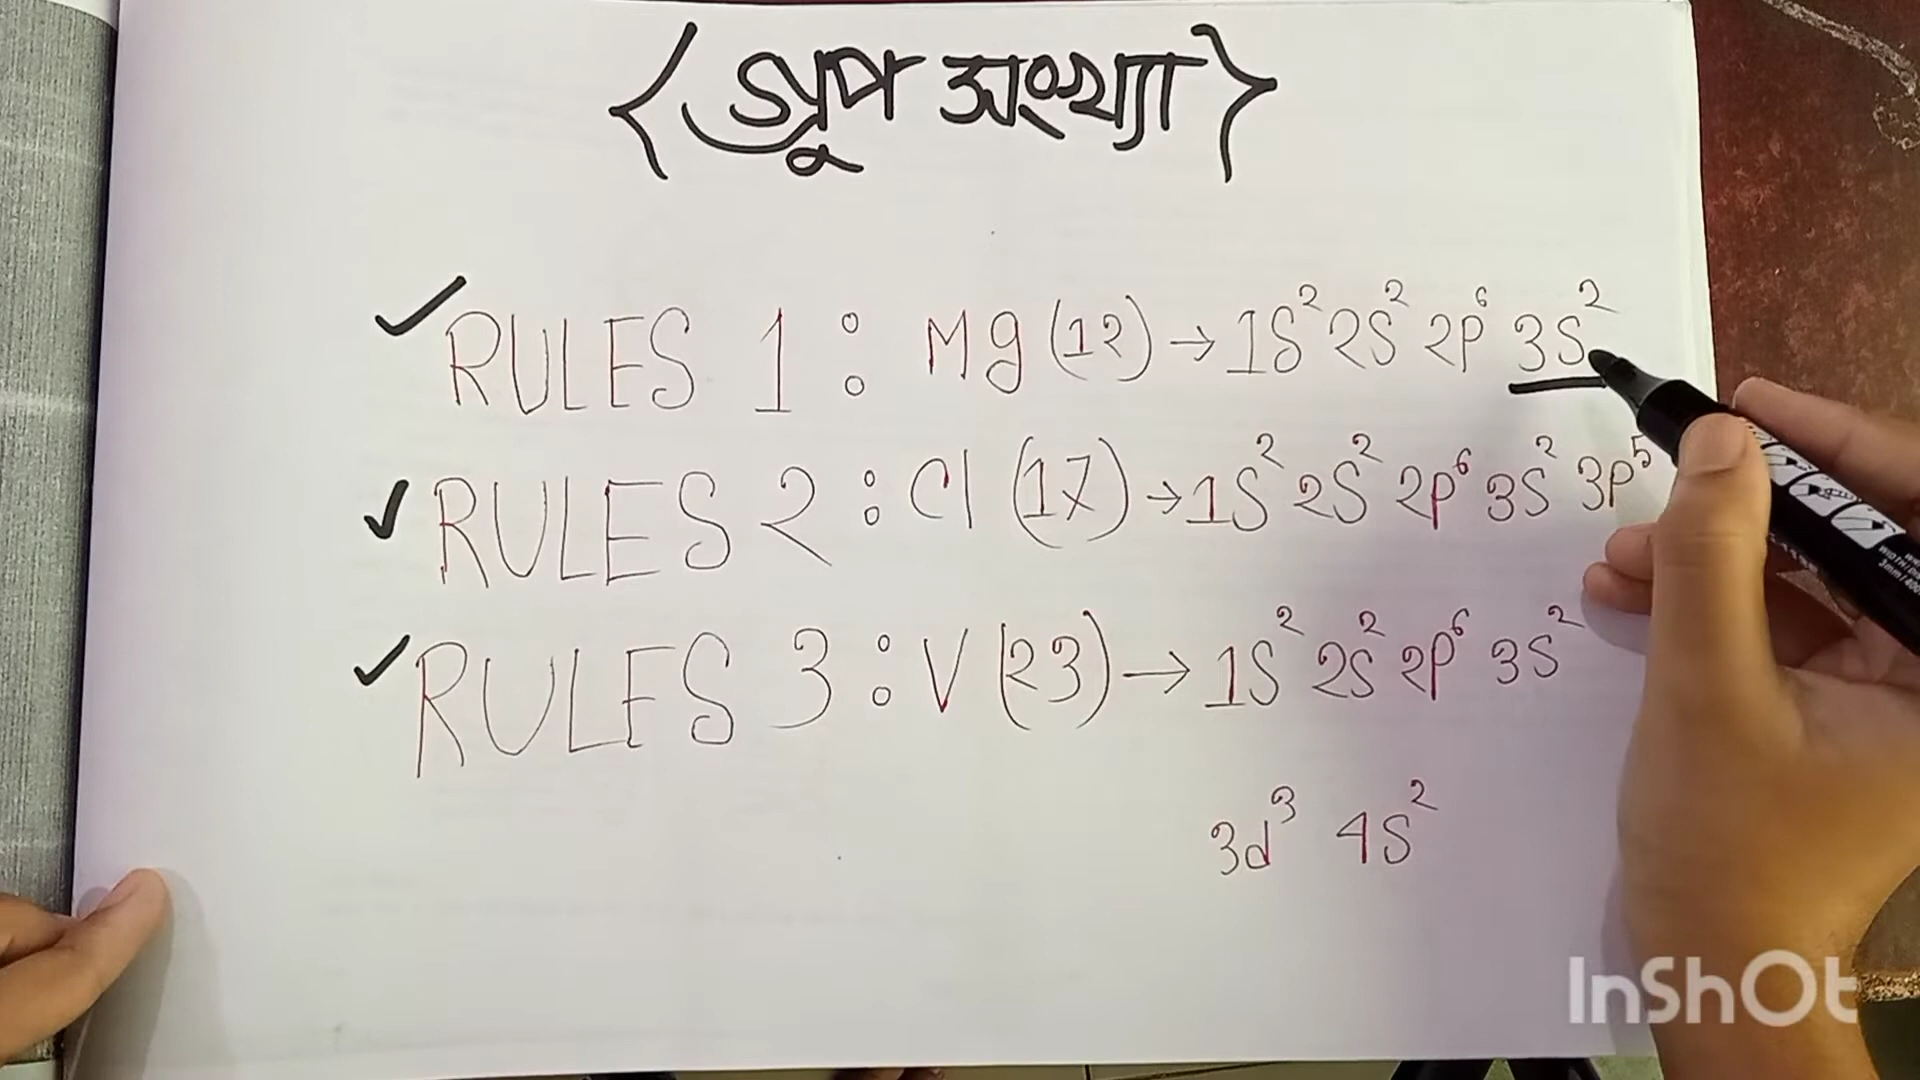 গ্রুপ সংখ্যা
RULES 1 : Mg (12) → 1S² 2S² 2P⁶ 3S²
RULES 2 : Cl (17) → 1S² 2S² 2P⁶ 3S² 3P⁵
RULES 3 : V (23) → 1S² 2S² 2P⁶ 3S²
3d³ 4S²
InShOt